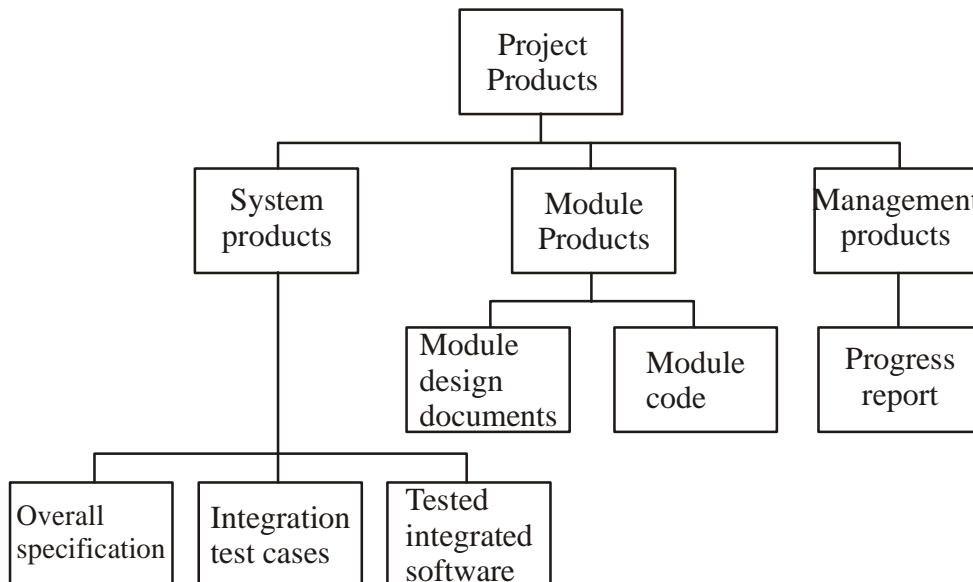 Project
Products
System
products
Module
Products
Management
products
Module
design
documents
Module
code
Progress
report
Overall
specification
Integration
test cases
Tested
integrated
software